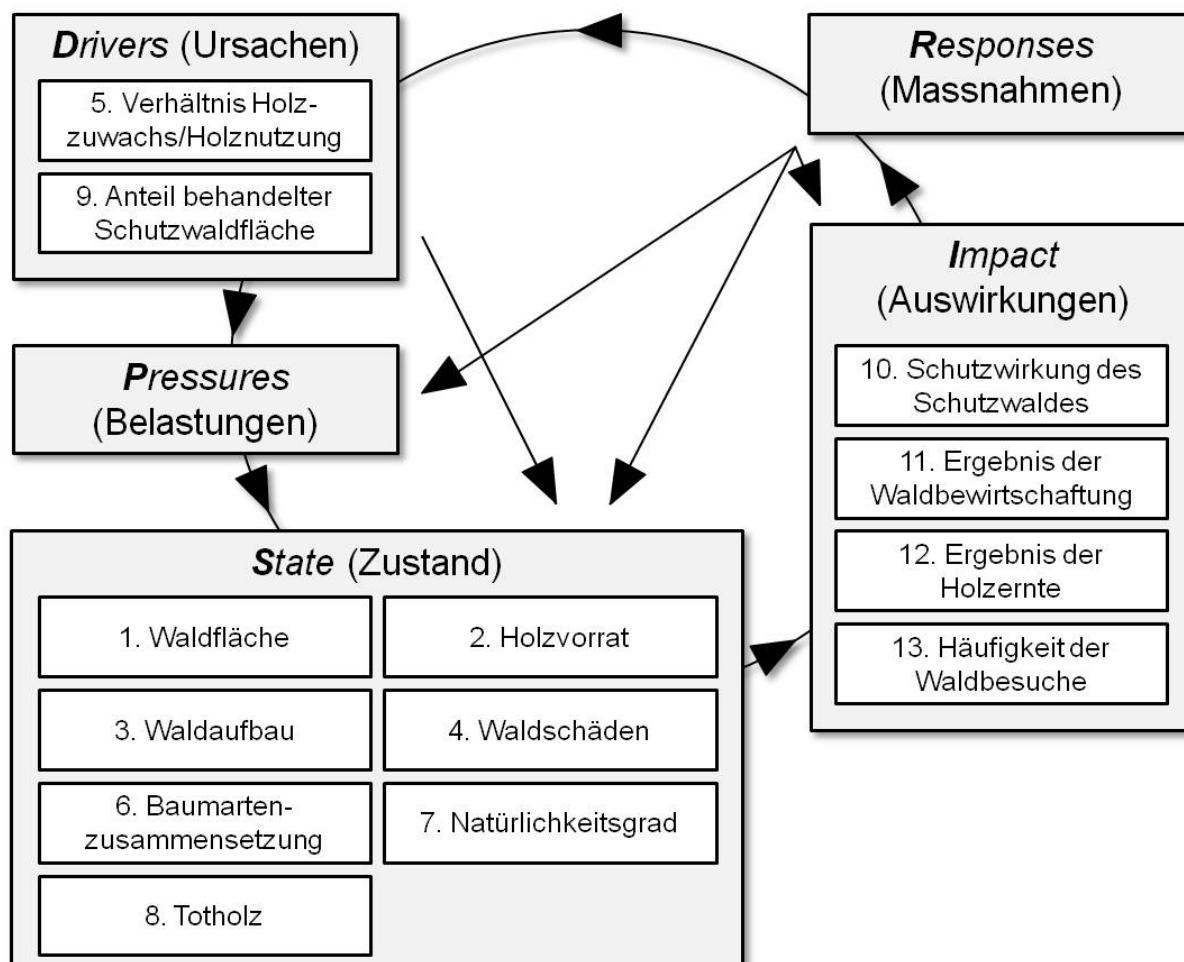 Drivers (Ursachen)
5. Verhältnis Holz-
zuwachs/Holznutzung
9. Anteil behandelter
Schutzwaldfläche
Responses
(Massnahmen)
Pressures
(Belastungen)
Impact
(Auswirkungen)
10. Schutzwirkung des
Schutzwaldes
11. Ergebnis der
Waldbewirtschaftung
12. Ergebnis der
Holzernte
13. Häufigkeit der
Waldbesuche
State (Zustand)
1. Waldfläche
2. Holzvorrat
3. Waldaufbau
4. Waldschäden
6. Baumarten-
zusammensetzung
7. Natürlichkeitsgrad
8. Totholz